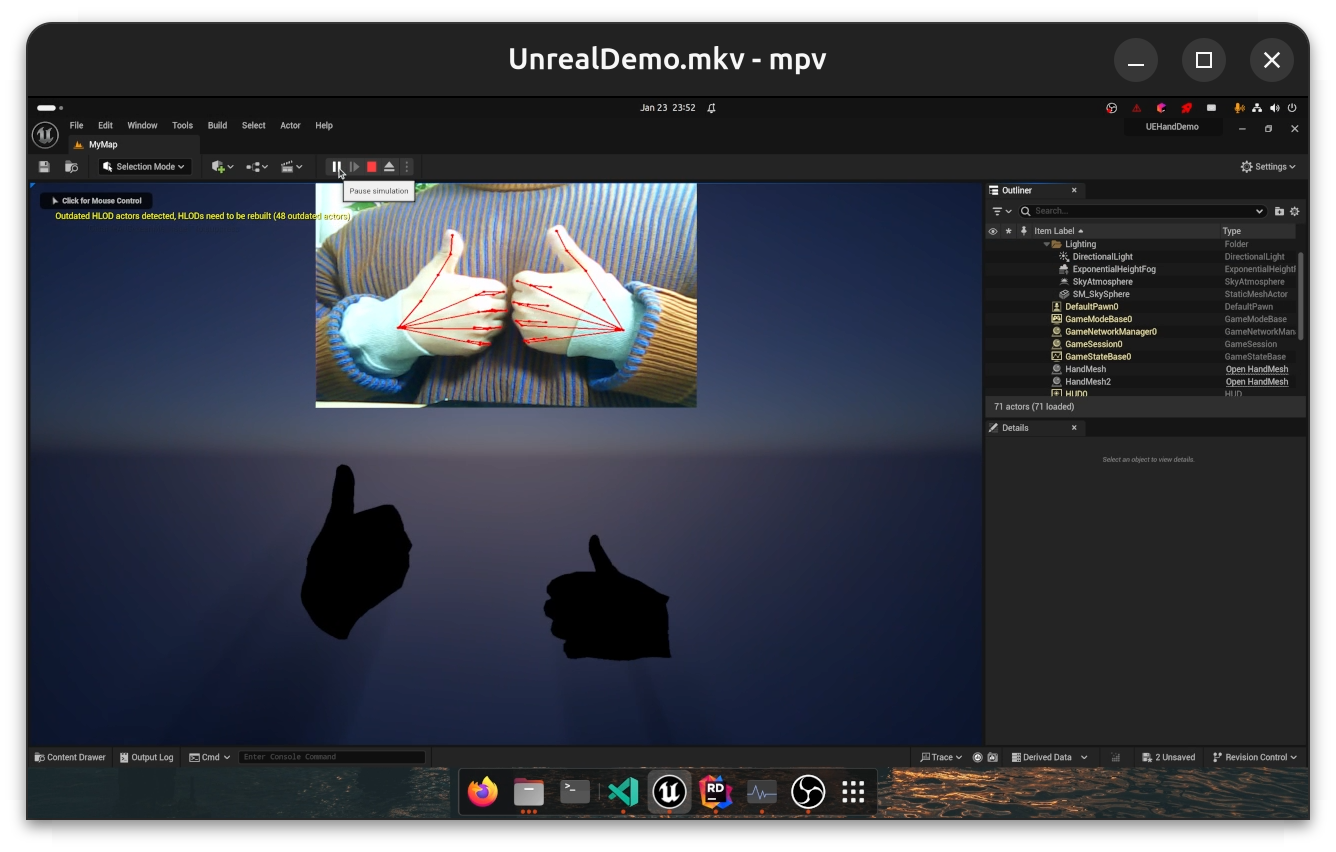 UnrealDemo.mkv - mpv
Jan 23 23:52
File Edit Window Tools Build Select Actor Help
UEHandDemo
MyMap
Selection Mode
Settings
Pause simulation
Click for Mouse Control
Outdated HLOD actors detected, HLODs need to be rebuilt (48 outdated actors)
Outliner
Search...
Item Label Type
Lighting Folder
DirectionalLight DirectionalLight
ExponentialHeightFog ExponentialHeightF
SkyAtmosphere SkyAtmosphere
SM_SkySphere StaticMeshActor
DefaultPawn0 DefaultPawn
GameModeBase0 GameModeBase
GameNetworkManager0 GameNetworkMan
GameSession0 GameSession
GameStateBase0 GameStateBase
HandMesh Open HandMesh
HandMesh2 Open HandMesh
HUD0 HUD
71 actors (71 loaded)
Details
Select an object to view details.
Content Drawer Output Log Cmd Enter Console Command Trace Derived Data 2 Unsaved Revision Control
RD